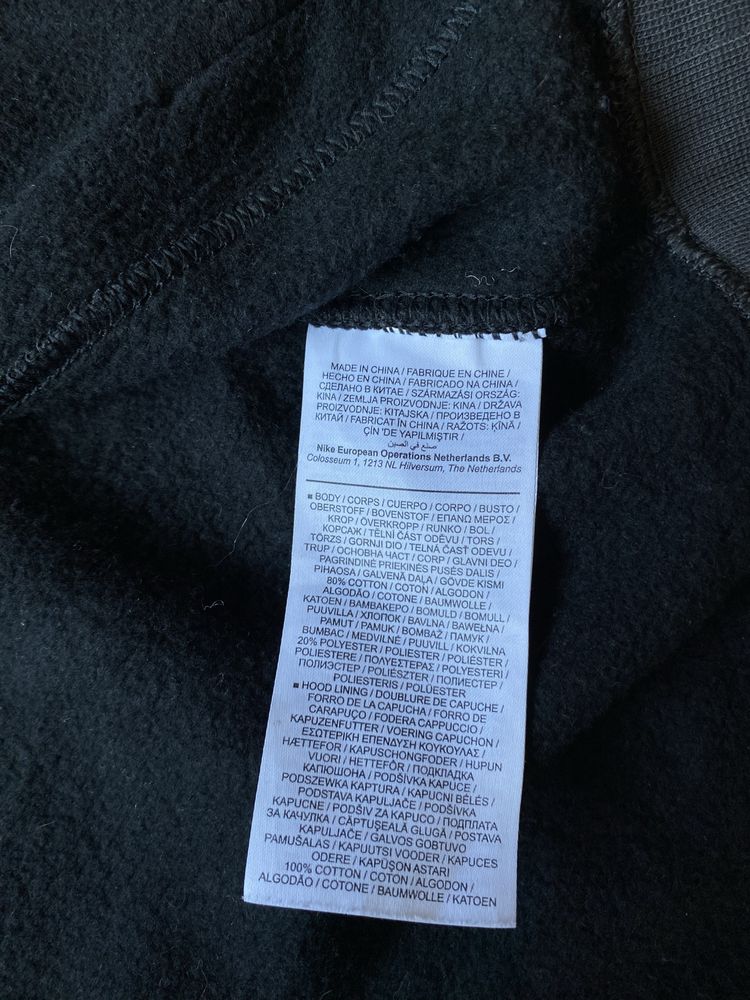 MADE IN CHINA / FABRIQUE EN CHINE /
HECHO EN CHINA / FABRICADO NA CHINA /
СДЕЛАНО В КИТАЕ / SZÁRMAZÁSI ORSZÁG:
KINA / ZEMLJA PROIZVODNJE: KINA / DRŽAVA
PROIZVODNJE: KITAJSKA / ПРОИЗВЕДЕНО В
КИТАЙ / FABRICAT ÎN CHINA / RAŽOTS: ĶĪNĀ /
ÇİN 'DE YAPILMIŞTIR /
صنع في الصين
Nike European Operations Netherlands B.V.
Colosseum 1, 1213 NL Hilversum, The Netherlands
■ BODY / CORPS / CUERPO / CORPO / BUSTO /
OBERSTOFF / BOVENSTOF / ΕΠΑΝΩ ΜΕΡΟΣ /
KROP / ÖVERKROPP / RUNKO / BOL /
КОРСАЖ / TĚLNÍ ČÁST ODĚVU / TORS /
TÖRZS / GORNJI DIO / TELNÁ ČASŤ ODEVU /
TRUP / ОСНОВНА ЧАСТ / CORP / GLAVNI DEO /
PAGRINDINĖ PRIEKINĖS PUSĖS DALIS /
PIHAOSA / GALVENĀ DAĻA / GÖVDE KISMI
80% COTTON / COTON / ALGODON /
ALGODÃO / COTONE / BAUMWOLLE /
KATOEN / ΒΑΜΒΑΚΕΡΟ / BOMULD / BOMULL /
PUUVILLA / ХЛОПОК / BAVLNA / BAWEŁNA /
PAMUT / PAMUK / BOMBAŽ / ПАМУК /
BUMBAC / MEDVILNĖ / PUUVILL / KOKVILNA
20% POLYESTER / POLIESTER / POLIÉSTER /
POLIESTERE / ΠΟΛΥΕΣΤΕΡΑΣ / POLYESTERI /
ПОЛИЭСТЕР / POLIÉSZTER / ПОЛИЕСТЕР /
POLIESTERIS / POLÜESTER
■ HOOD LINING / DOUBLURE DE CAPUCHE /
FORRO DE LA CAPUCHA / FORRO DE
CARAPUÇO / FODERA CAPPUCCIO /
KAPUZENFUTTER / VOERING CAPUCHON /
ΕΣΩΤΕΡΙΚΗ ΕΠΕΝΔΥΣΗ ΚΟΥΚΟΥΛΑΣ /
HÆTTEFOR / KAPUSCHONGFODER / HUPUN
VUORI / HETTEFÔR / ПОДКЛАДКА
КАПЮШОНА / PODŠÍVKA KAPUCE /
PODSZEWKA KAPTURA / KAPUCNI BÉLÉS /
PODSTAVA KAPULJAČE / PODŠÍVKA
KAPUCNE / PODŠIV ZA KAPUCO / ПОДПЛАТА
ЗА КАЧУЛКА / CĂPTUȘEALĂ GLUGĂ / POSTAVA
KAPULJAČE / GALVOS GOBTUVO
PAMUŠALAS / KAPUUTSI VOODER / KAPUCES
ODERE / KAPÜŞON ASTARI
100% COTTON / COTON / ALGODON /
ALGODÃO / COTONE / BAUMWOLLE / KATOEN